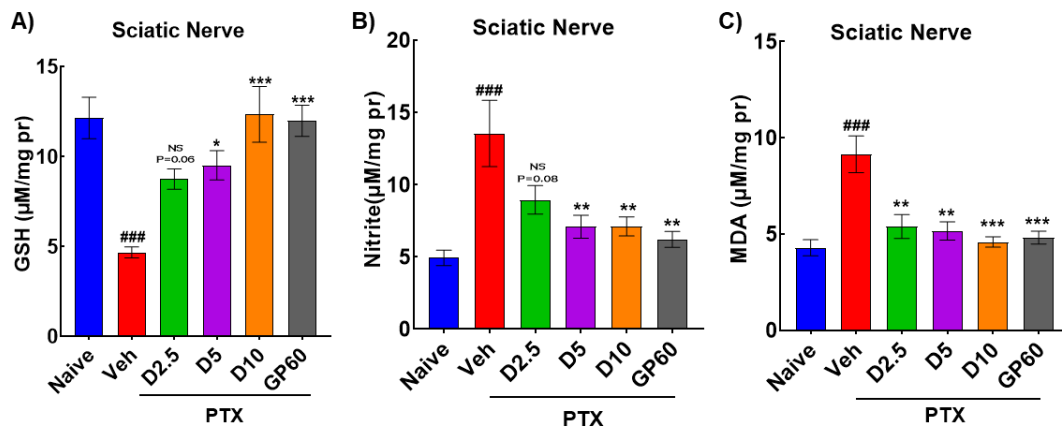 A)
Sciatic Nerve
GSH (µM/mg pr)
15
10
5
0
###
NS
P=0.06
*
***
***
Naive
Veh
D2.5
D5
D10
GP60
PTX
B)
Sciatic Nerve
Nitrite(µM/mg pr)
20
15
10
5
0
###
NS
P=0.08
**
**
**
Naive
Veh
D2.5
D5
D10
GP60
PTX
C)
Sciatic Nerve
MDA (µM/mg pr)
15
10
5
0
###
**
**
***
***
Naive
Veh
D2.5
D5
D10
GP60
PTX